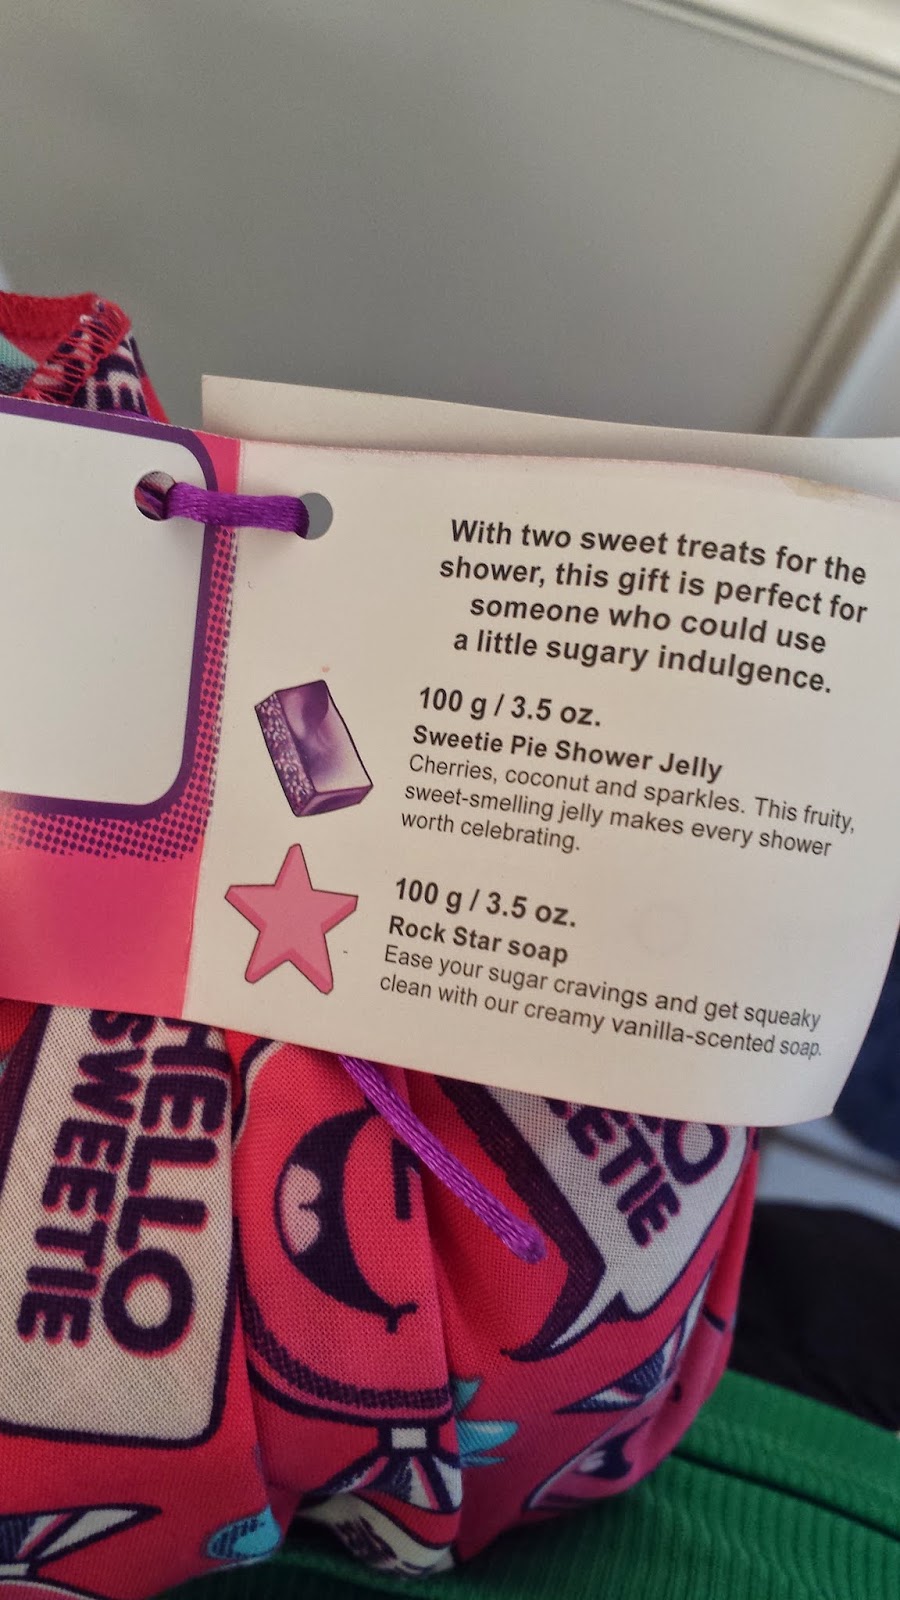 With two sweet treats for the
shower, this gift is perfect for
someone who could use
a little sugary indulgence.
100 g / 3.5 oz.
Sweetie Pie Shower Jelly
Cherries, coconut and sparkles. This fruity,
sweet-smelling jelly makes every shower
worth celebrating.
100 g / 3.5 oz.
Rock Star soap
Ease your sugar cravings and get squeaky
clean with our creamy vanilla-scented soap.
HELLO
SWEETIE
LO
ETIE